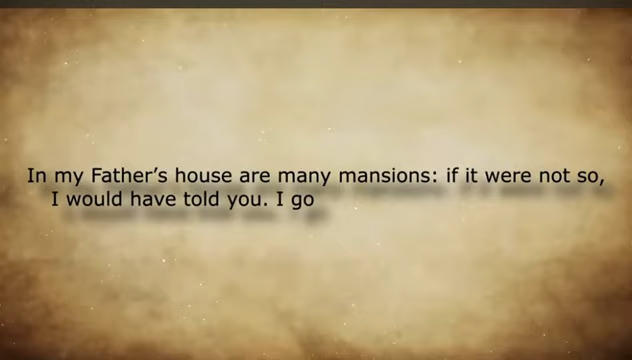 In my Father’s house are many mansions: if it were not so,
I would have told you. I go